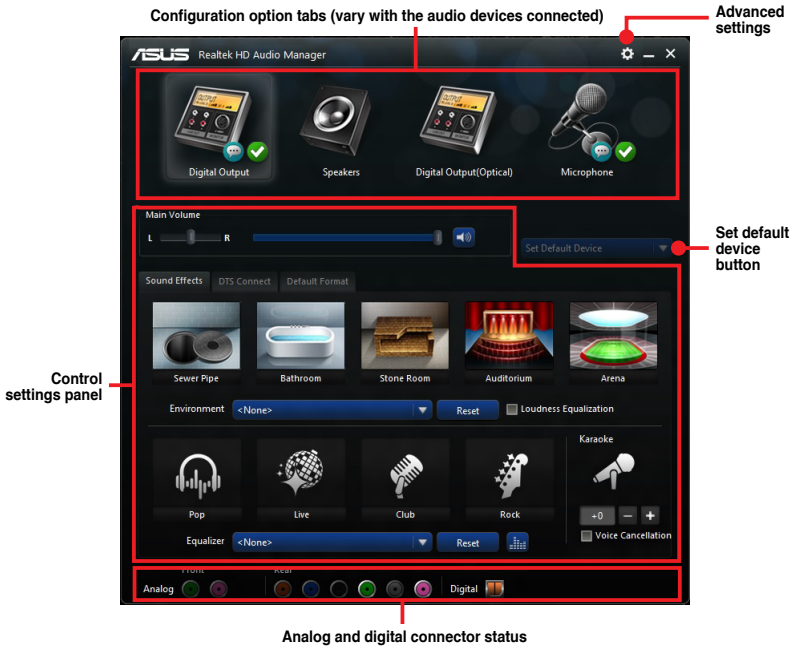 Configuration option tabs (vary with the audio devices connected)
Advanced
settings
ASUS Realtek HD Audio Manager
Digital Output
Speakers
Digital Output(Optical)
Microphone
Main Volume
L
R
Set Default Device
Set default
device
button
Sound Effects
DTS Connect
Default Format
Sewer Pipe
Bathroom
Stone Room
Auditorium
Arena
Control
settings panel
Environment
<None>
Reset
Loudness Equalization
Karaoke
Pop
Live
Club
Rock
+0
Equalizer
<None>
Reset
Voice Cancellation
Front
Rear
Analog
Digital
Analog and digital connector status